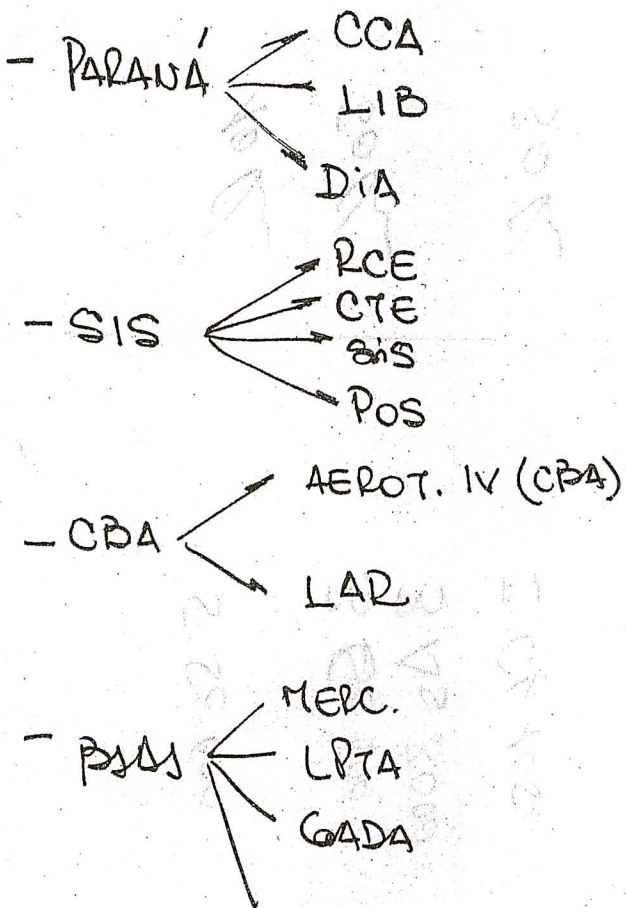 CCA
- PARANÁ
LIB
DiA
RCE
CTE
- SIS
SiS
POS
AEROT. IV (CBA)
- CBA
LAR
MERC.
- BSAS
LPTA
GADA